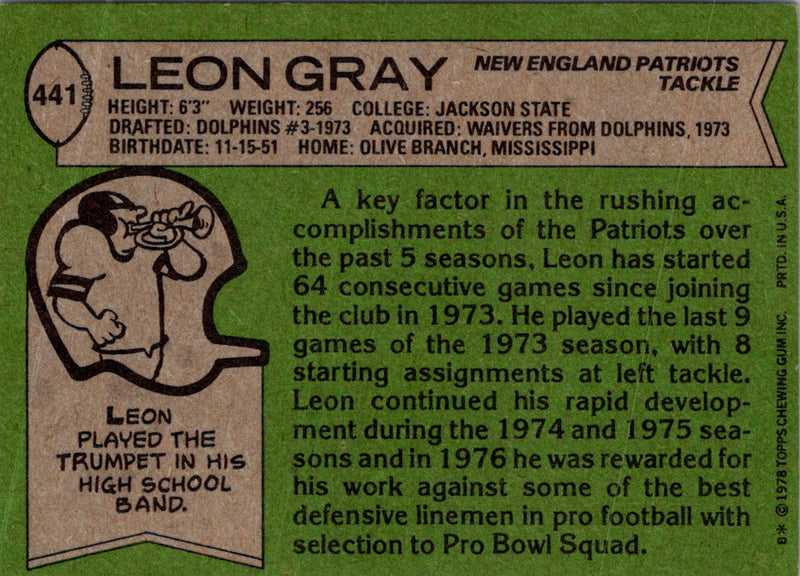 441
LEON GRAY
NEW ENGLAND PATRIOTS
TACKLE
HEIGHT: 6'3" WEIGHT: 256 COLLEGE: JACKSON STATE
DRAFTED: DOLPHINS #3-1973 ACQUIRED: WAIVERS FROM DOLPHINS, 1973
BIRTHDATE: 11-15-51 HOME: OLIVE BRANCH, MISSISSIPPI
LEON
PLAYED THE
TRUMPET IN HIS
HIGH SCHOOL
BAND.
A key factor in the rushing ac-
complishments of the Patriots over
the past 5 seasons, Leon has started
64 consecutive games since joining
the club in 1973. He played the last 9
games of the 1973 season, with 8
starting assignments at left tackle.
Leon continued his rapid develop-
ment during the 1974 and 1975 sea-
sons and in 1976 he was rewarded for
his work against some of the best
defensive linemen in pro football with
selection to Pro Bowl Squad.
B* © 1978 TOPPS CHEWING GUM INC. PRTD. IN U.S.A.